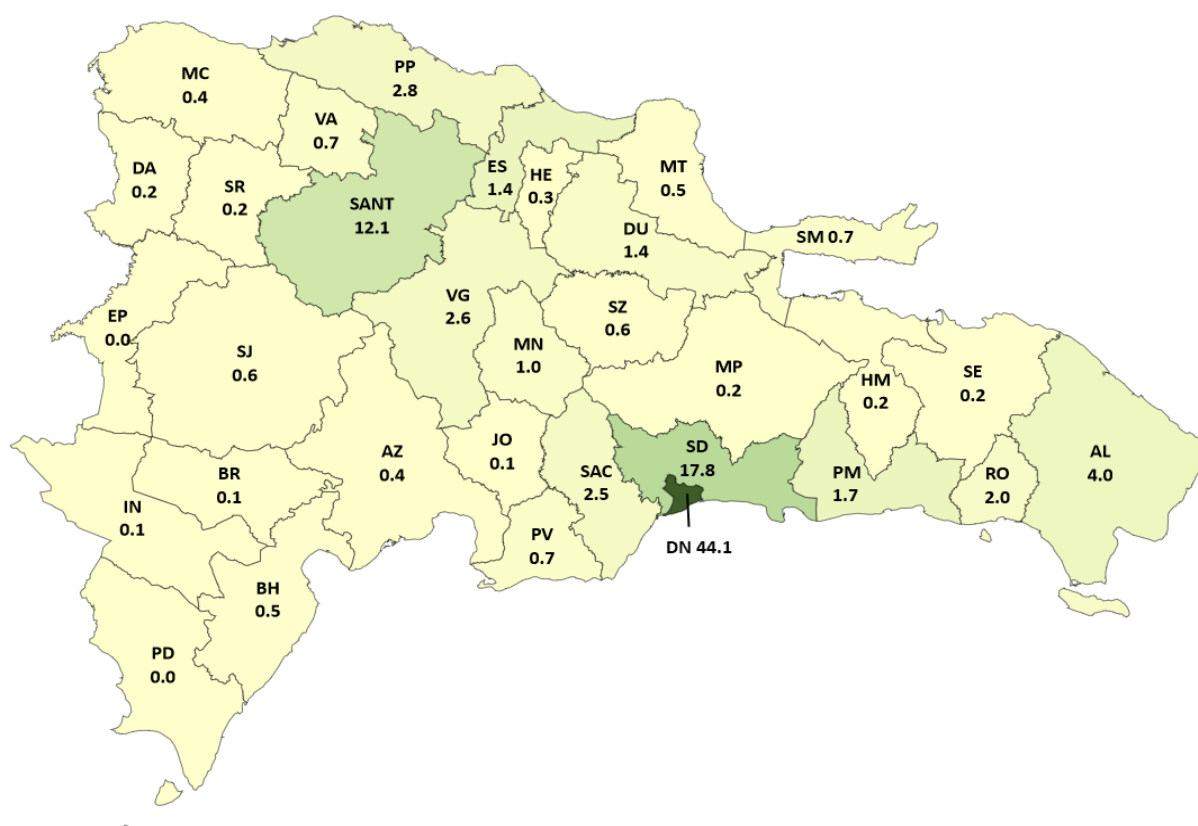 MC
0.4
PP
2.8
VA
0.7
DA
0.2
SR
0.2
SANT
12.1
ES
1.4
HE
0.3
MT
0.5
DU
1.4
SM 0.7
EP
0.0
SJ
0.6
VG
2.6
MN
1.0
SZ
0.6
MP
0.2
HM
0.2
SE
0.2
AL
4.0
AZ
0.4
JO
0.1
SAC
2.5
SD
17.8
PM
1.7
RO
2.0
BR
0.1
IN
0.1
PV
0.7
DN 44.1
BH
0.5
PD
0.0